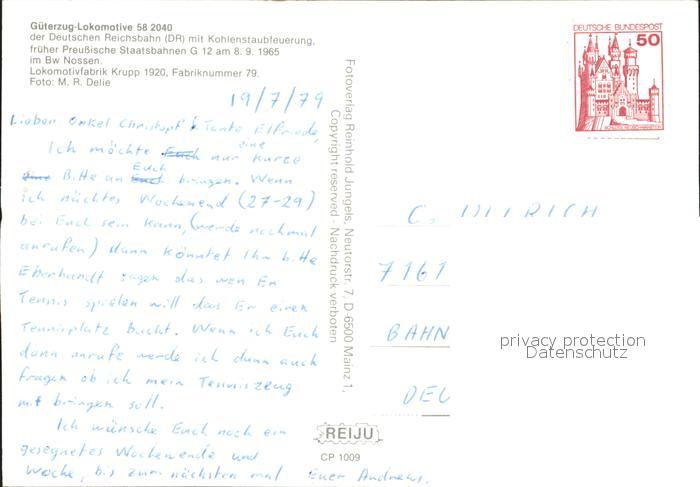 Güterzug-Lokomotive 58 2040
der Deutschen Reichsbahn (DR) mit Kohlenstaubfeuerung,
früher Preußische Staatsbahnen G 12 am 8. 9. 1965
im Bw Nossen.
Lokomotivfabrik Krupp 1920, Fabriknummer 79.
Foto: M. R. Delie
19/7/79
Lieber Onkel Christoph & Tante Elfriede,
Ich möchte Euch nur eine kurze
Bitte an Euch bringen. Wenn
ich nächtes Wochenend (27-29)
bei Euch sein kann, (werde nochmal
anrufen) dann könntet Ihr bitte
Eberhardt sagen das wen Er
Tennis spielen will das Er einen
Tennisplatz bucht. Wenn ich Euch
dann anrufe werde ich dann auch
fragen ob ich mein Tenniszeug
mit bringen soll.
Ich wünsche Euch noch ein
gesegnetes Wochenende und
Woche, bis zum nächsten mal Euer Andreas.
Fotoverlag Reinhold Jungels, Neutorstr. 7, D-6500 Mainz 1,
Copyright reserved · Nachdruck verboten
REIJU
CP 1009
DEUTSCHE BUNDESPOST
50
SCHLOSS NEUSCHWANSTEIN
C. DITRICH
7161
BAHN
DEU
privacy protection
Datenschutz